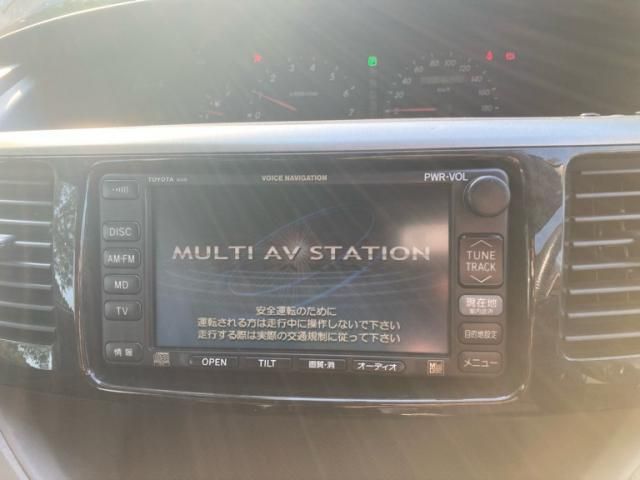 TOYOTA
VOICE NAVIGATION
PWR·VOL
DISC
AM·FM
MD
TV
情報
MULTI AV STATION
安全運転のために
運転される方は走行中に操作しないで下さい
走行する際は実際の交通規制に従って下さい
TUNE
TRACK
現在地
目的地設定
メニュー
OPEN
TILT
画質·消
オーディオ